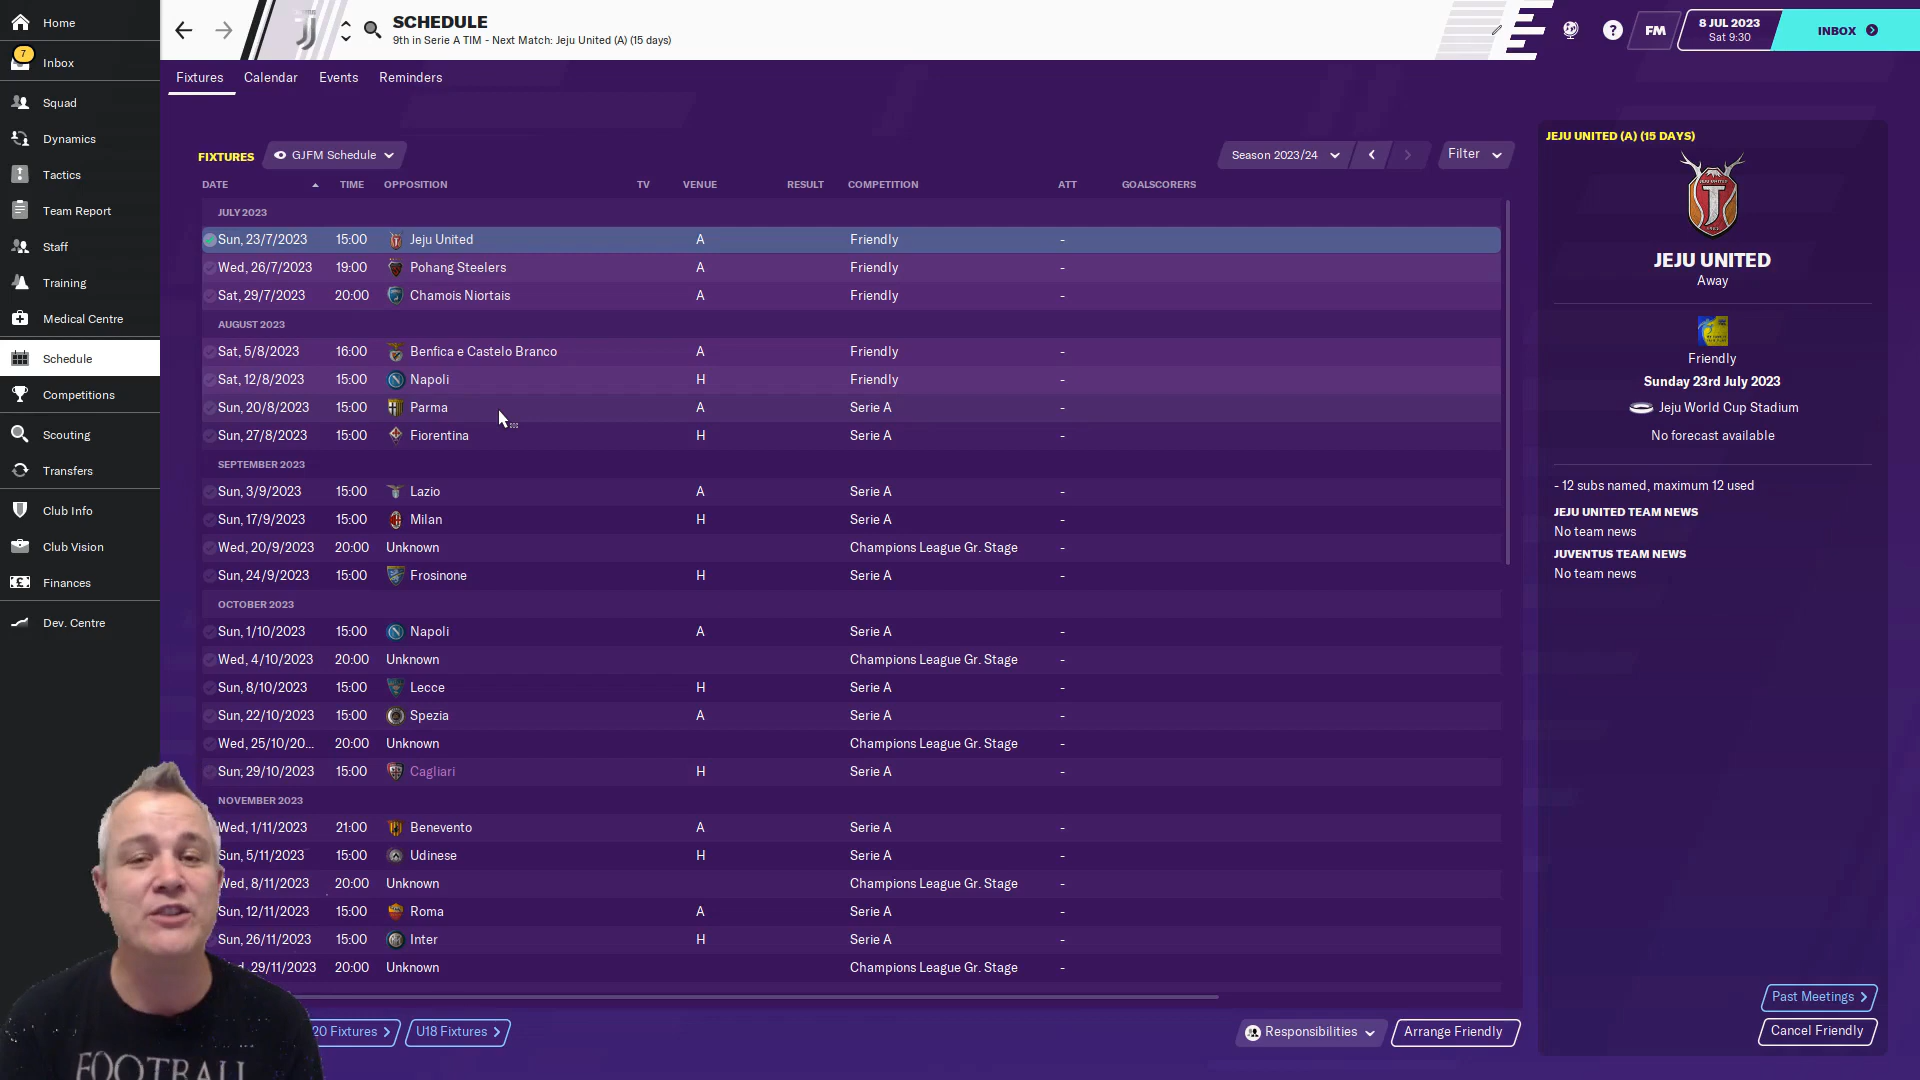 Home
7
Inbox
Squad
Dynamics
Tactics
Team Report
Staff
Training
Medical Centre
Schedule
Competitions
Scouting
Transfers
Club Info
Club Vision
Finances
Dev. Centre
SCHEDULE
9th in Serie A TIM - Next Match: Jeju United (A) (15 days)
FM
8 JUL 2023
Sat 9:30
INBOX
Fixtures Calendar Events Reminders
FIXTURES GJFM Schedule Season 2023/24 Filter
DATE TIME OPPOSITION TV VENUE RESULT COMPETITION ATT GOALSCORERS
JULY 2023
Sun, 23/7/2023 15:00 Jeju United A Friendly -
Wed, 26/7/2023 19:00 Pohang Steelers A Friendly -
Sat, 29/7/2023 20:00 Chamois Niortais A Friendly -
AUGUST 2023
Sat, 5/8/2023 16:00 Benfica e Castelo Branco A Friendly -
Sat, 12/8/2023 15:00 Napoli H Friendly -
Sun, 20/8/2023 15:00 Parma A Serie A -
Sun, 27/8/2023 15:00 Fiorentina H Serie A -
SEPTEMBER 2023
Sun, 3/9/2023 15:00 Lazio A Serie A -
Sun, 17/9/2023 15:00 Milan H Serie A -
Wed, 20/9/2023 20:00 Unknown Champions League Gr. Stage -
Sun, 24/9/2023 15:00 Frosinone H Serie A -
OCTOBER 2023
Sun, 1/10/2023 15:00 Napoli A Serie A -
Wed, 4/10/2023 20:00 Unknown Champions League Gr. Stage -
Sun, 8/10/2023 15:00 Lecce H Serie A -
Sun, 22/10/2023 15:00 Spezia A Serie A -
Wed, 25/10/20... 20:00 Unknown Champions League Gr. Stage -
Sun, 29/10/2023 15:00 Cagliari H Serie A -
NOVEMBER 2023
Wed, 1/11/2023 21:00 Benevento A Serie A -
Sun, 5/11/2023 15:00 Udinese H Serie A -
Wed, 8/11/2023 20:00 Unknown Champions League Gr. Stage -
Sun, 12/11/2023 15:00 Roma A Serie A -
Sun, 26/11/2023 15:00 Inter H Serie A -
29/11/2023 20:00 Unknown Champions League Gr. Stage -
20 Fixtures U18 Fixtures Responsibilities Arrange Friendly
JEJU UNITED (A) (15 DAYS)
JEJU UNITED
Away
Friendly
Sunday 23rd July 2023
Jeju World Cup Stadium
No forecast available
- 12 subs named, maximum 12 used
JEJU UNITED TEAM NEWS
No team news
JUVENTUS TEAM NEWS
No team news
Past Meetings
Cancel Friendly
FOOTBALL